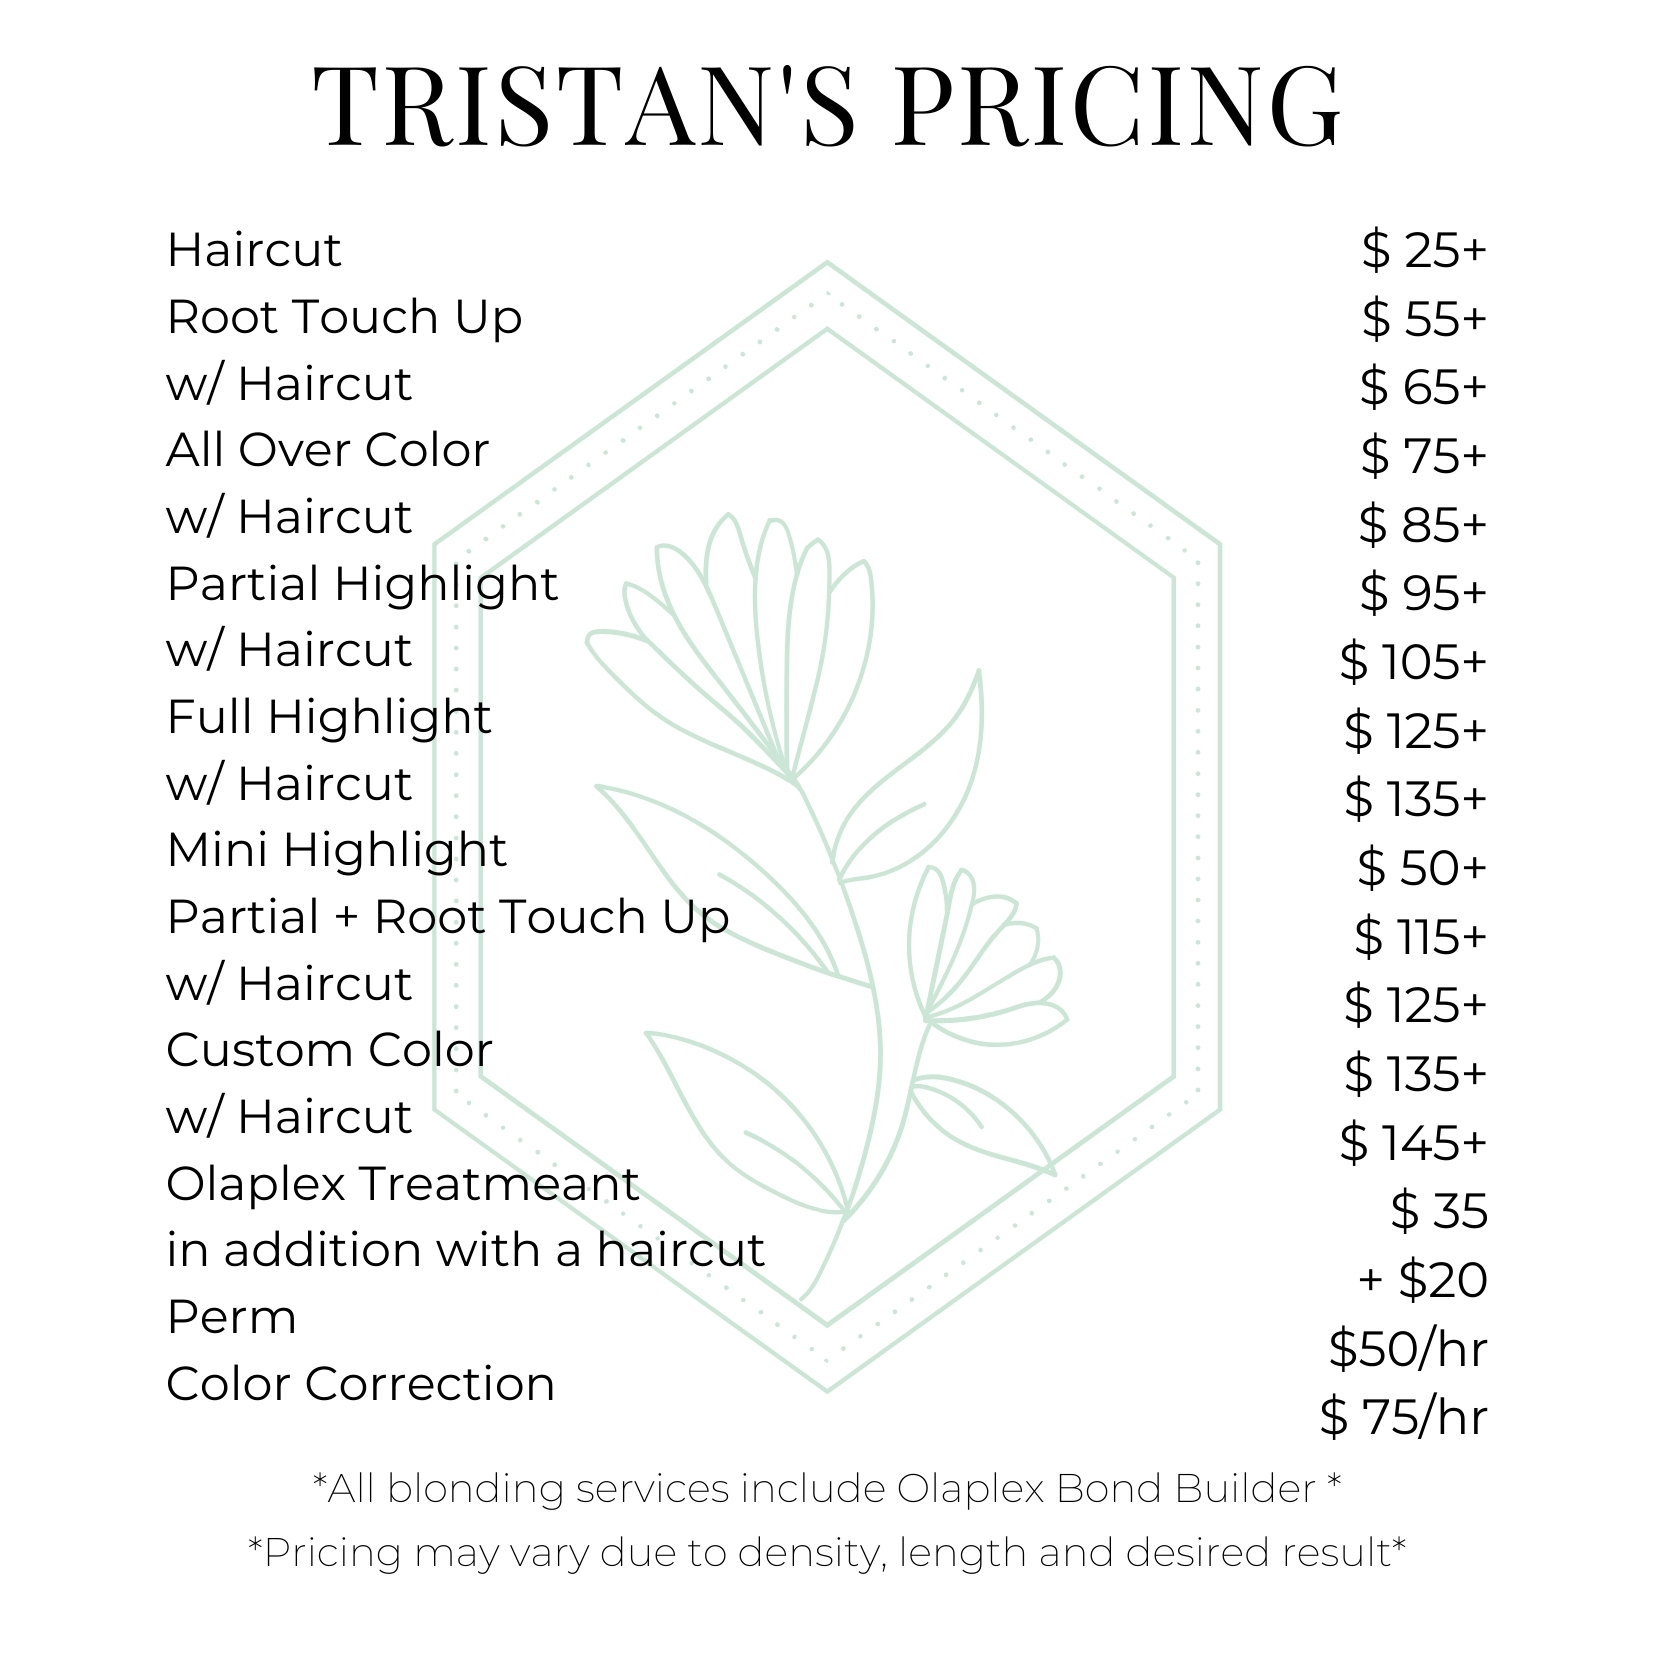 TRISTAN'S PRICING
Haircut $ 25+
Root Touch Up $ 55+
w/ Haircut $ 65+
All Over Color $ 75+
w/ Haircut $ 85+
Partial Highlight $ 95+
w/ Haircut $ 105+
Full Highlight $ 125+
w/ Haircut $ 135+
Mini Highlight $ 50+
Partial + Root Touch Up $ 115+
w/ Haircut $ 125+
Custom Color $ 135+
w/ Haircut $ 145+
Olaplex Treatmeant $ 35
in addition with a haircut + $20
Perm $50/hr
Color Correction $ 75/hr
*All blonding services include Olaplex Bond Builder *
*Pricing may vary due to density, length and desired result*